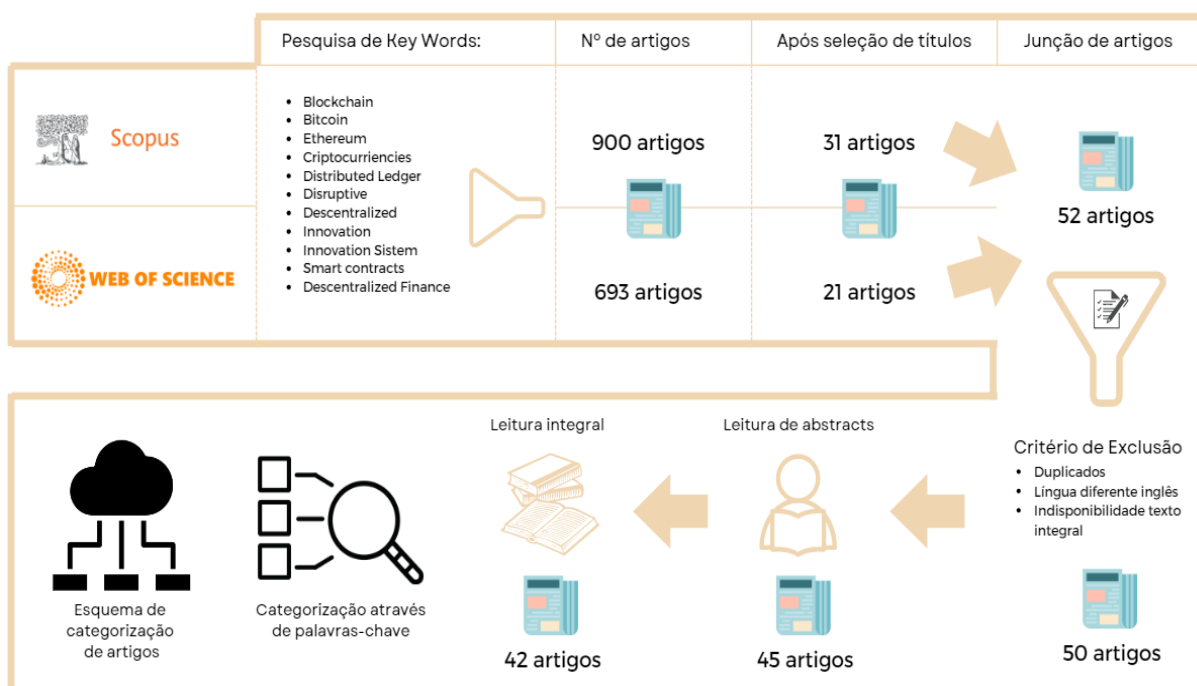 Pesquisa de Key Words:
Nº de artigos
Após seleção de títulos
Junção de artigos
Scopus
WEB OF SCIENCE
Blockchain
Bitcoin
Ethereum
Criptocurriencies
Distributed Ledger
Disruptive
Descentralized
Innovation
Innovation Sistem
Smart contracts
Descentralized Finance
900 artigos
31 artigos
693 artigos
21 artigos
52 artigos
Critério de Exclusão
Duplicados
Língua diferente inglês
Indisponibilidade texto
integral
50 artigos
Leitura de abstracts
45 artigos
Leitura integral
42 artigos
Categorização através
de palavras-chave
Esquema de
categorização
de artigos